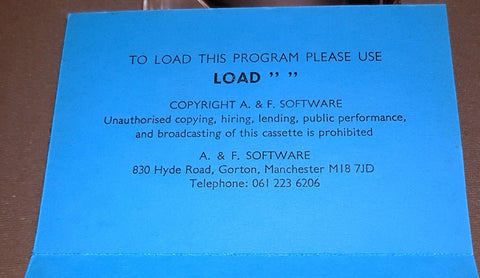 TO LOAD THIS PROGRAM PLEASE USE
LOAD ” ”
COPYRIGHT A. & F. SOFTWARE
Unauthorised copying, hiring, lending, public performance,
and broadcasting of this cassette is prohibited
A. & F. SOFTWARE
830 Hyde Road, Gorton, Manchester M18 7JD
Telephone: 061 223 6206